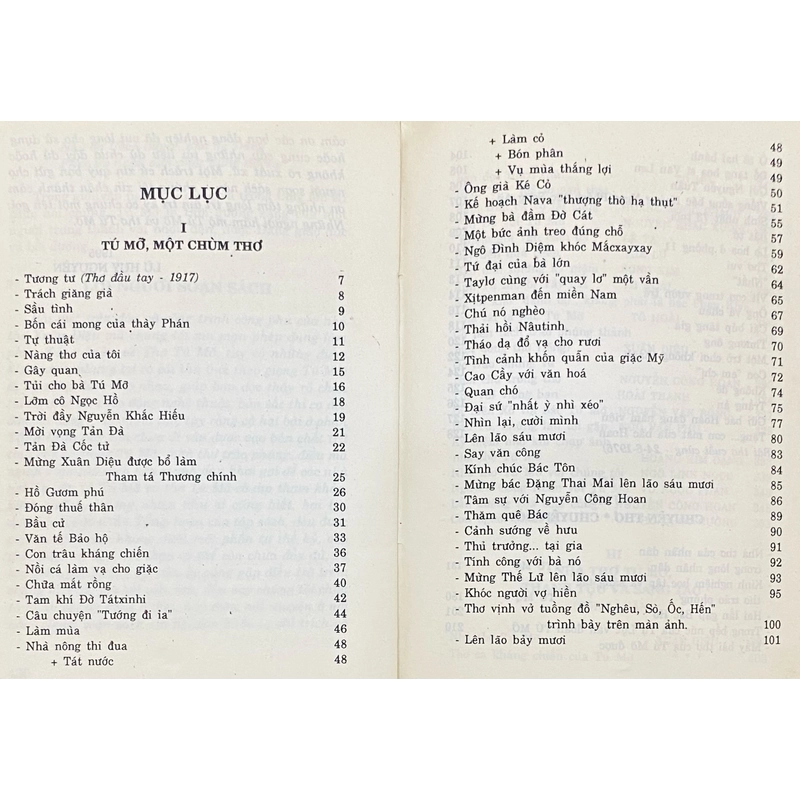 MỤC LỤC
I
TÚ MỠ, MỘT CHÙM THƠ
- Tương tư (Thơ đầu tay - 1917) 7
- Trách giăng già 8
- Sầu tình 9
- Bốn cái mong của thày Phán 10
- Tự thuật 11
- Nàng thơ của tôi 12
- Gây quan 15
- Tủi cho bà Tú Mỡ 16
- Lỡm cô Ngọc Hồ 18
- Trời đầy Nguyễn Khắc Hiếu 19
- Mời vọng Tản Đà 21
- Tản Đà Cốc tử 22
- Mừng Xuân Diệu được bổ làm
Tham tá Thương chính 25
- Hồ Gươm phú 26
- Đóng thuế thân 30
- Bầu cử 31
- Văn tế Bảo hộ 33
- Con trâu kháng chiến 36
- Nồi cá làm vạ cho giặc 37
- Chữa mắt rồng 40
- Tam khí Đờ Tátxinhi 42
- Câu chuyện "Tướng đi ỉa" 44
- Làm mùa 46
- Nhà nông thi đua 48
+ Tát nước 48
+ Làm cỏ 48
+ Bón phân 49
+ Vụ mùa thắng lợi 49
- Ông già Ké Cỏ 50
- Kế hoạch Nava "thượng thò hạ thụt" 51
- Mừng bà đầm Đờ Cát 55
- Một bức ảnh treo đúng chỗ 57
- Ngô Đình Diệm khóc Mắcxayxay 59
- Tứ đại của bà lớn 62
- Taylơ cùng với "quay lơ" một vần 64
- Xịtpenman đến miền Nam 65
- Chú nó nghèo 67
- Thải hồi Nâutinh 69
- Tháo dạ đổ vạ cho rươi 70
- Tình cảnh khốn quẫn của giặc Mỹ 71
- Cao Cầy với văn hoá 72
- Quan chó 74
- Đại sứ "nhất ỷ nhì xéo" 75
- Nhìn lại, cười mình 77
- Lên lão sáu mươi 80
- Say văn công 83
- Kính chúc Bác Tôn 84
- Mừng bác Đặng Thai Mai lên lão sáu mươi 85
- Tâm sự với Nguyễn Công Hoan 86
- Thăm quê Bác 89
- Cảnh sướng về hưu 90
- Thủ trưởng... tại gia 91
- Tính công với bà nó 92
- Mừng Thế Lữ lên lão sáu mươi 93
- Khóc người vợ hiền 95
- Thơ vịnh vở tuồng đồ "Nghêu, Sò, Ốc, Hến"
trình bày trên màn ảnh. 100
- Lên lão bảy mươi 101